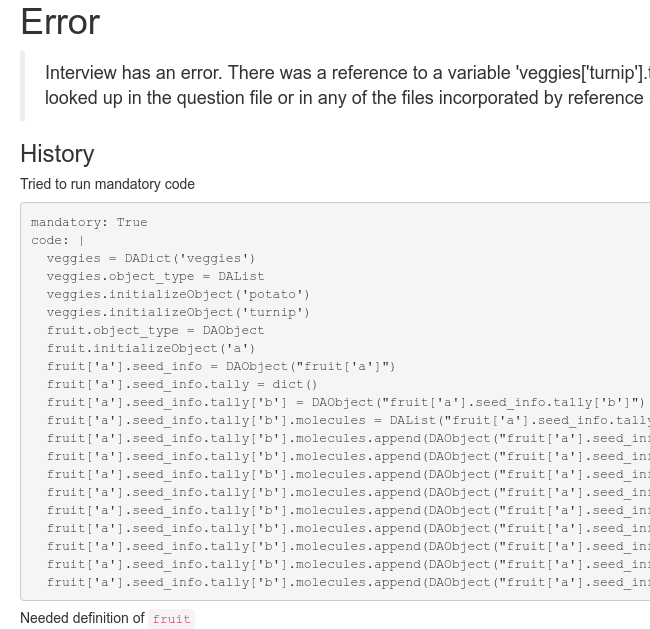 Error
Interview has an error. There was a reference to a variable 'veggies['turnip'].
looked up in the question file or in any of the files incorporated by reference
History
Tried to run mandatory code
mandatory: True
code: |
  veggies = DADict('veggies')
  veggies.object_type = DAList
  veggies.initializeObject('potato')
  veggies.initializeObject('turnip')
  fruit.object_type = DAObject
  fruit.initializeObject('a')
  fruit['a'].seed_info = DAObject("fruit['a']")
  fruit['a'].seed_info.tally = dict()
  fruit['a'].seed_info.tally['b'] = DAObject("fruit['a'].seed_info.tally['b']")
  fruit['a'].seed_info.tally['b'].molecules = DAList("fruit['a'].seed_info.tally
  fruit['a'].seed_info.tally['b'].molecules.append(DAObject("fruit['a'].seed_in
  fruit['a'].seed_info.tally['b'].molecules.append(DAObject("fruit['a'].seed_in
  fruit['a'].seed_info.tally['b'].molecules.append(DAObject("fruit['a'].seed_in
  fruit['a'].seed_info.tally['b'].molecules.append(DAObject("fruit['a'].seed_in
  fruit['a'].seed_info.tally['b'].molecules.append(DAObject("fruit['a'].seed_in
  fruit['a'].seed_info.tally['b'].molecules.append(DAObject("fruit['a'].seed_in
  fruit['a'].seed_info.tally['b'].molecules.append(DAObject("fruit['a'].seed_in
  fruit['a'].seed_info.tally['b'].molecules.append(DAObject("fruit['a'].seed_in
  fruit['a'].seed_info.tally['b'].molecules.append(DAObject("fruit['a'].seed_in
Needed definition of fruit